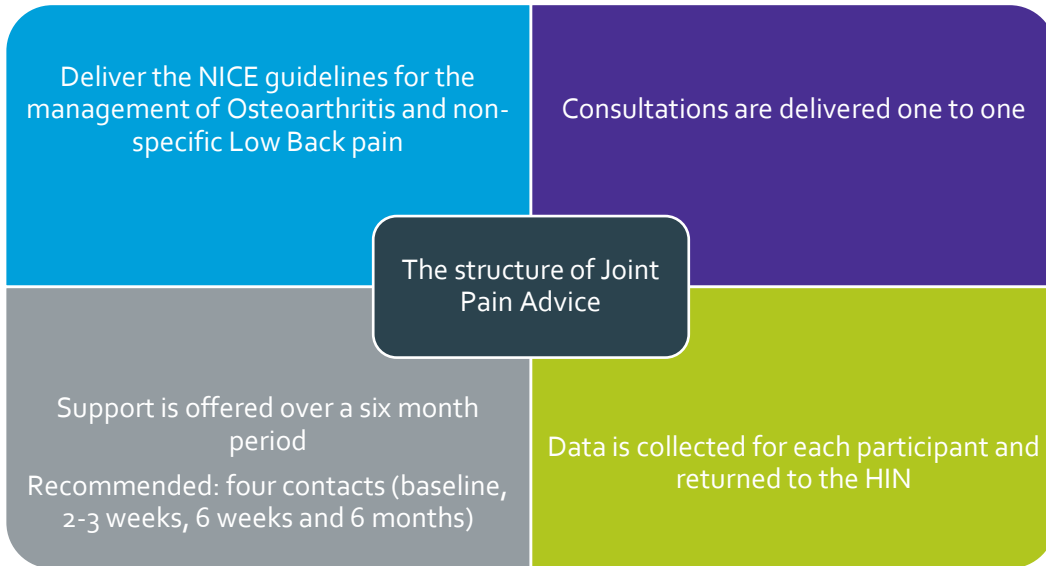 Deliver the NICE guidelines for the
management of Osteoarthritis and non-
specific Low Back pain
Consultations are delivered one to one
The structure of Joint
Pain Advice
Support is offered over a six month
period
Recommended: four contacts (baseline,
2-3 weeks, 6 weeks and 6 months)
Data is collected for each participant and
returned to the HIN